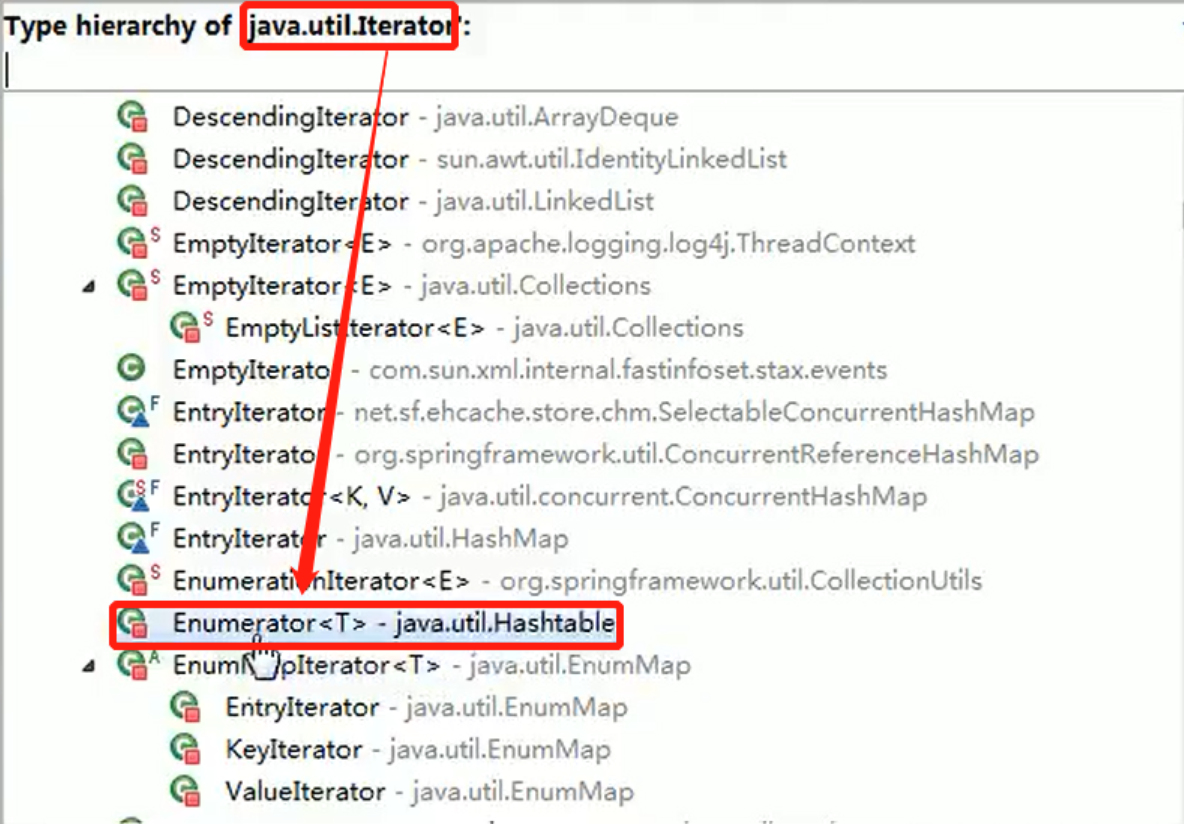 Type hierarchy of 'java.util.Iterator':
DescendingIterator - java.util.ArrayDeque
DescendingIterator - sun.awt.util.IdentityLinkedList
DescendingIterator - java.util.LinkedList
S EmptyIterator<E> - org.apache.logging.log4j.ThreadContext
S EmptyIterator<E> - java.util.Collections
S EmptyListIterator<E> - java.util.Collections
C EmptyIterator - com.sun.xml.internal.fastinfoset.stax.events
F EntryIterator - net.sf.ehcache.store.chm.SelectableConcurrentHashMap
EntryIterator - org.springframework.util.ConcurrentReferenceHashMap
S F EntryIterator<K, V> - java.util.concurrent.ConcurrentHashMap
F EntryIterator - java.util.HashMap
S EnumerationIterator<E> - org.springframework.util.CollectionUtils
Enumerator<T> - java.util.Hashtable
A EnumMapIterator<T> - java.util.EnumMap
EntryIterator - java.util.EnumMap
KeyIterator - java.util.EnumMap
ValueIterator - java.util.EnumMap